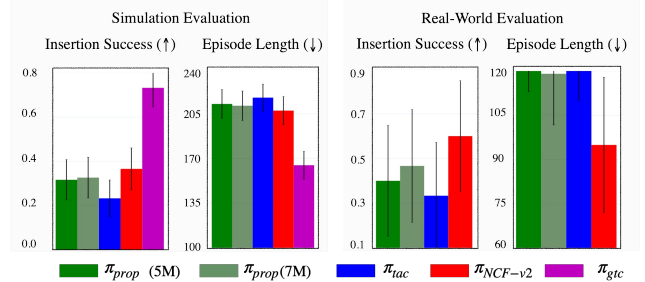 Simulation Evaluation
Real-World Evaluation
Insertion Success (↑)
Episode Length (↓)
Insertion Success (↑)
Episode Length (↓)
0.8
0.6
0.4
0.2
0.0
240
205
170
135
100
0.9
0.7
0.5
0.3
0.1
120
105
90
75
60
π_prop (5M)
π_prop(7M)
π_tac
π_NCF−v2
π_gtc